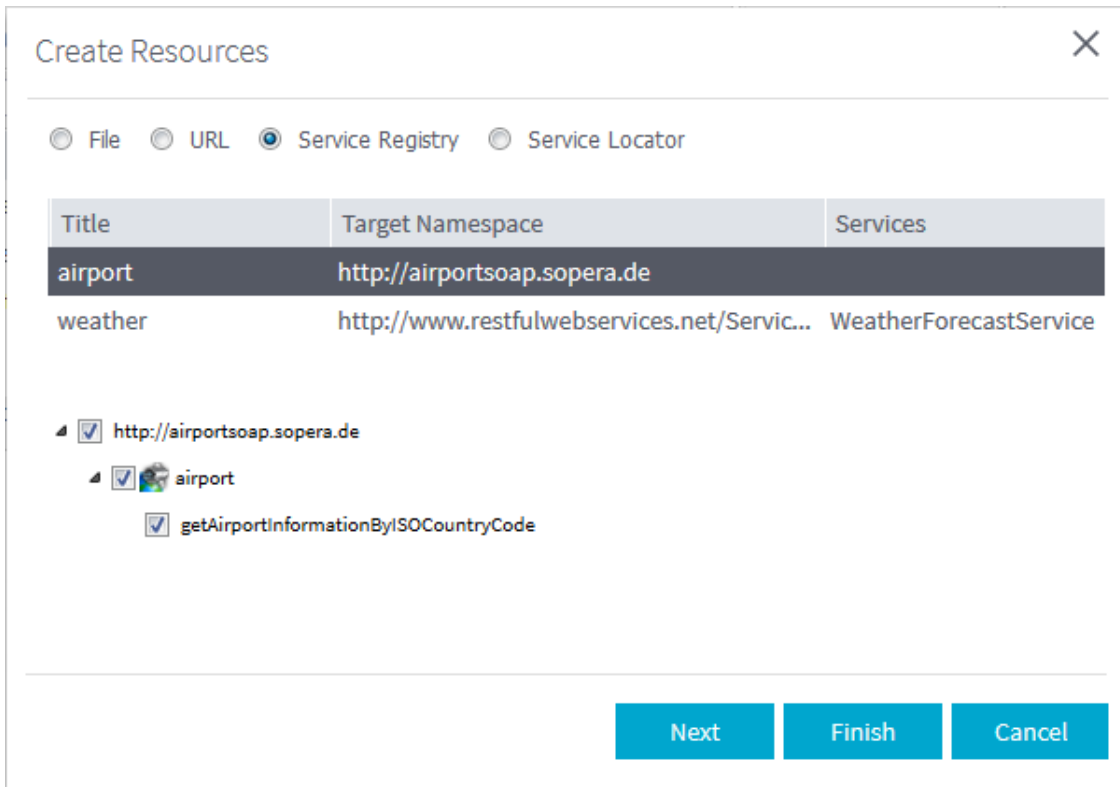 Create Resources
File URL Service Registry Service Locator
Title Target Namespace Services
airport http://airportsoap.sopera.de
weather http://www.restfulwebservices.net/Servic... WeatherForecastService
http://airportsoap.sopera.de
airport
getAirportInformationByISOCountryCode
Next Finish Cancel